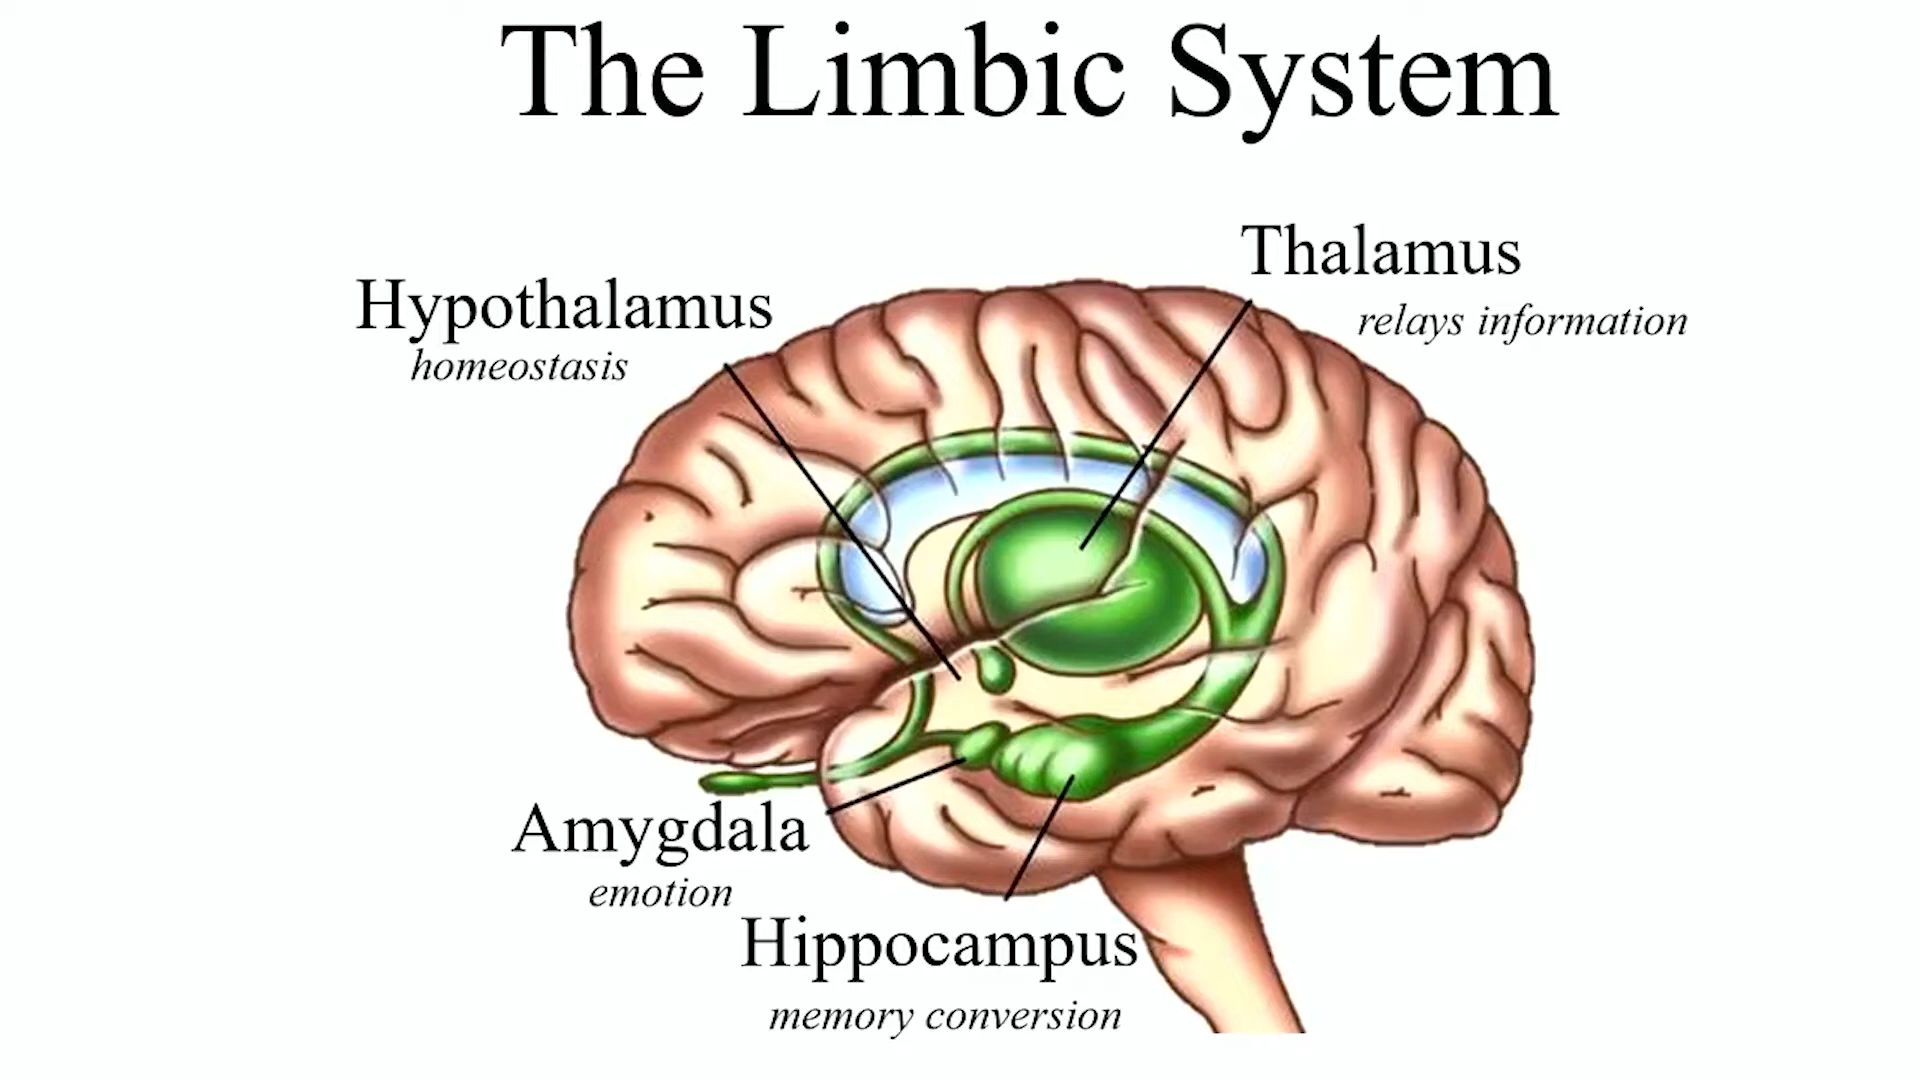 The Limbic System
Thalamus
relays information
Hypothalamus
homeostasis
Amygdala
emotion
Hippocampus
memory conversion